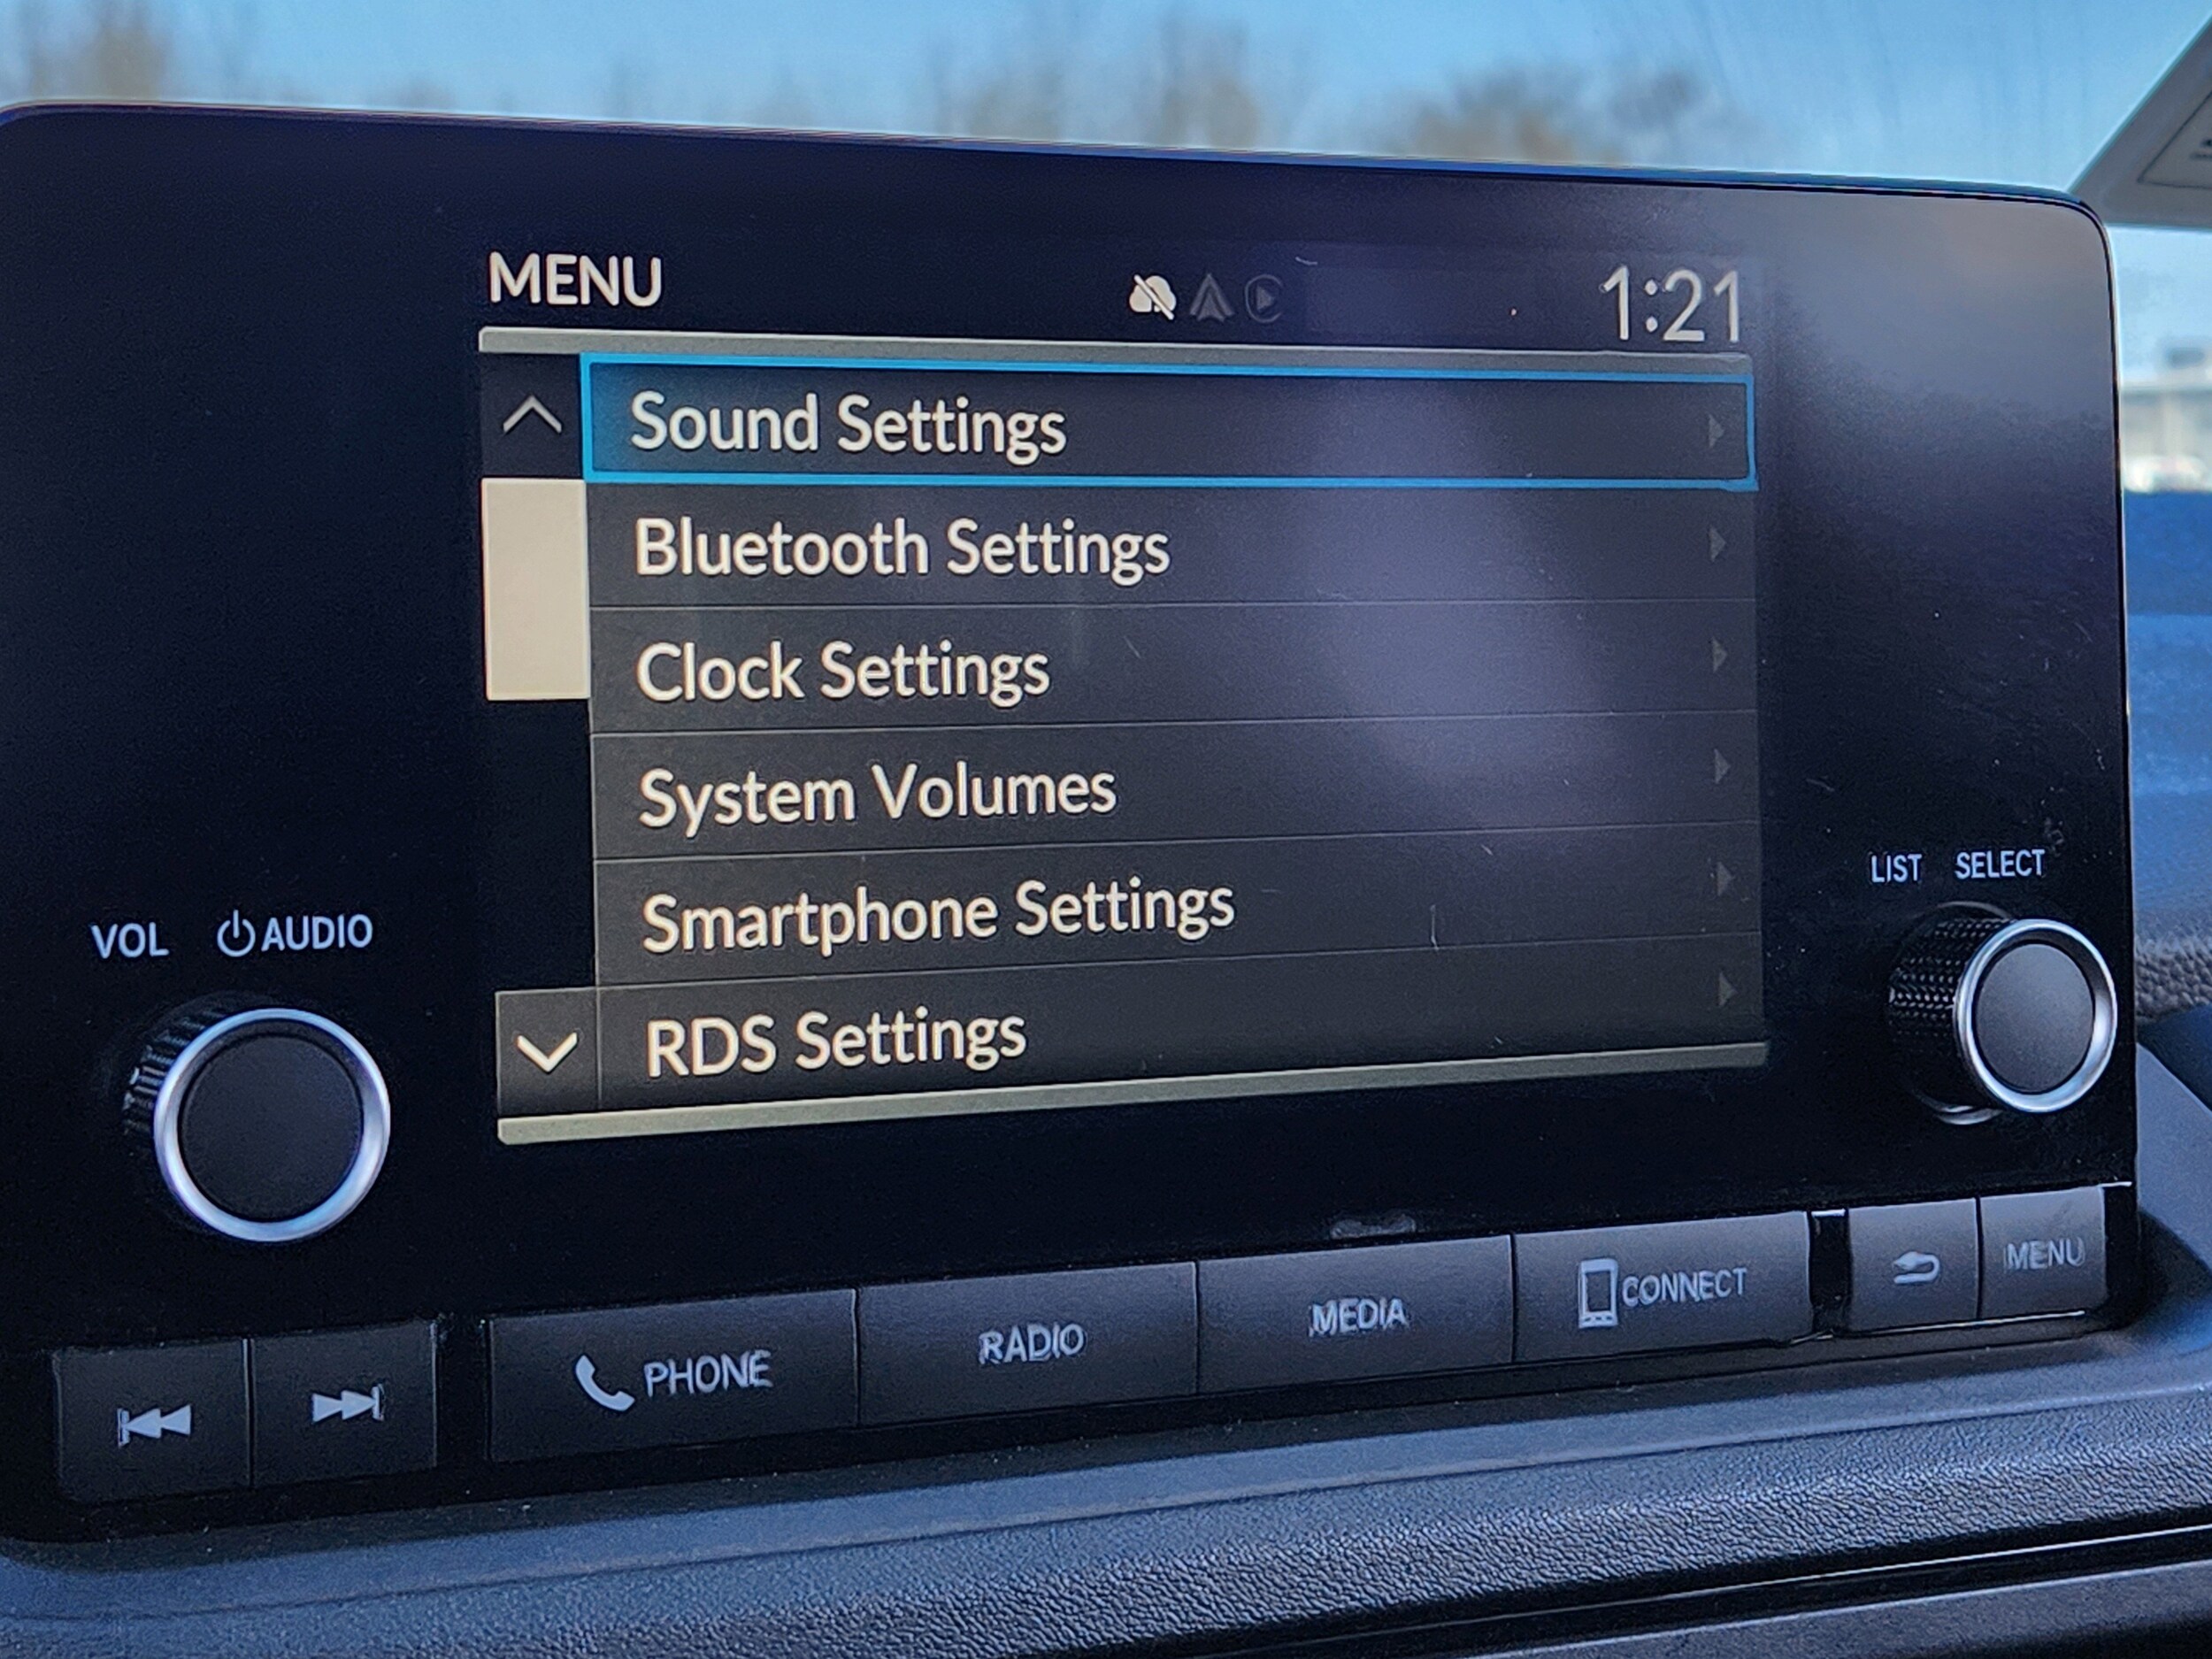 MENU
1:21
Sound Settings
Bluetooth Settings
Clock Settings
System Volumes
Smartphone Settings
RDS Settings
VOL AUDIO
LIST SELECT
PHONE
RADIO
MEDIA
CONNECT
MENU